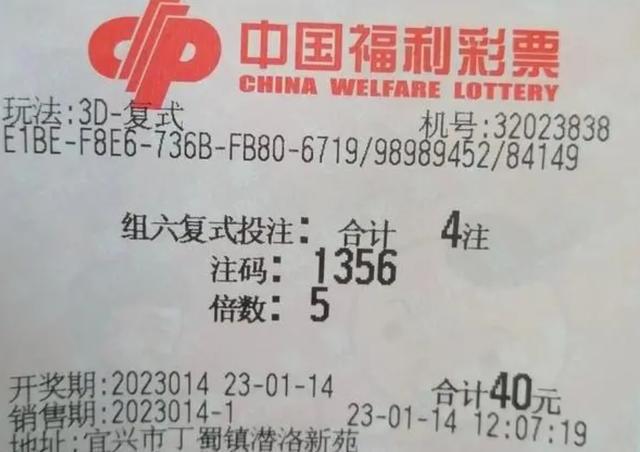 中国福利彩票
CHINA WELFARE LOTTERY
玩法:3D-复式 机号:32023838
E1BE-F8E6-736B-FB80-6719/98989452/84149
组六复式投注: 合计 4注
注码: 1356
倍数: 5
开奖期:2023014 23-01-14 合计40元
销售期:2023014-1 23-01-14 12:07:19
地址:宜兴市丁蜀镇潜洛新苑